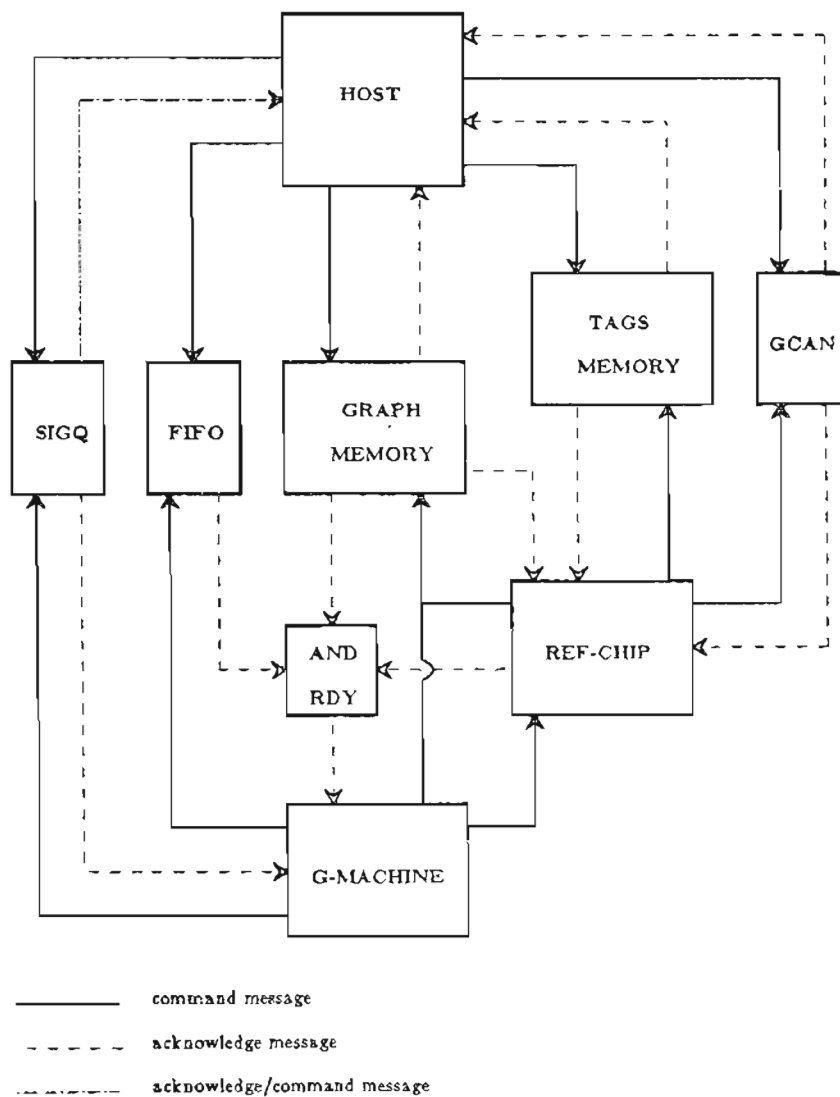 HOST
TAGS
MEMORY
GCAN
SIGQ
FIFO
GRAPH
MEMORY
REF-CHIP
AND
RDY
G-MACHINE
command message
acknowledge message
acknowledge/command message